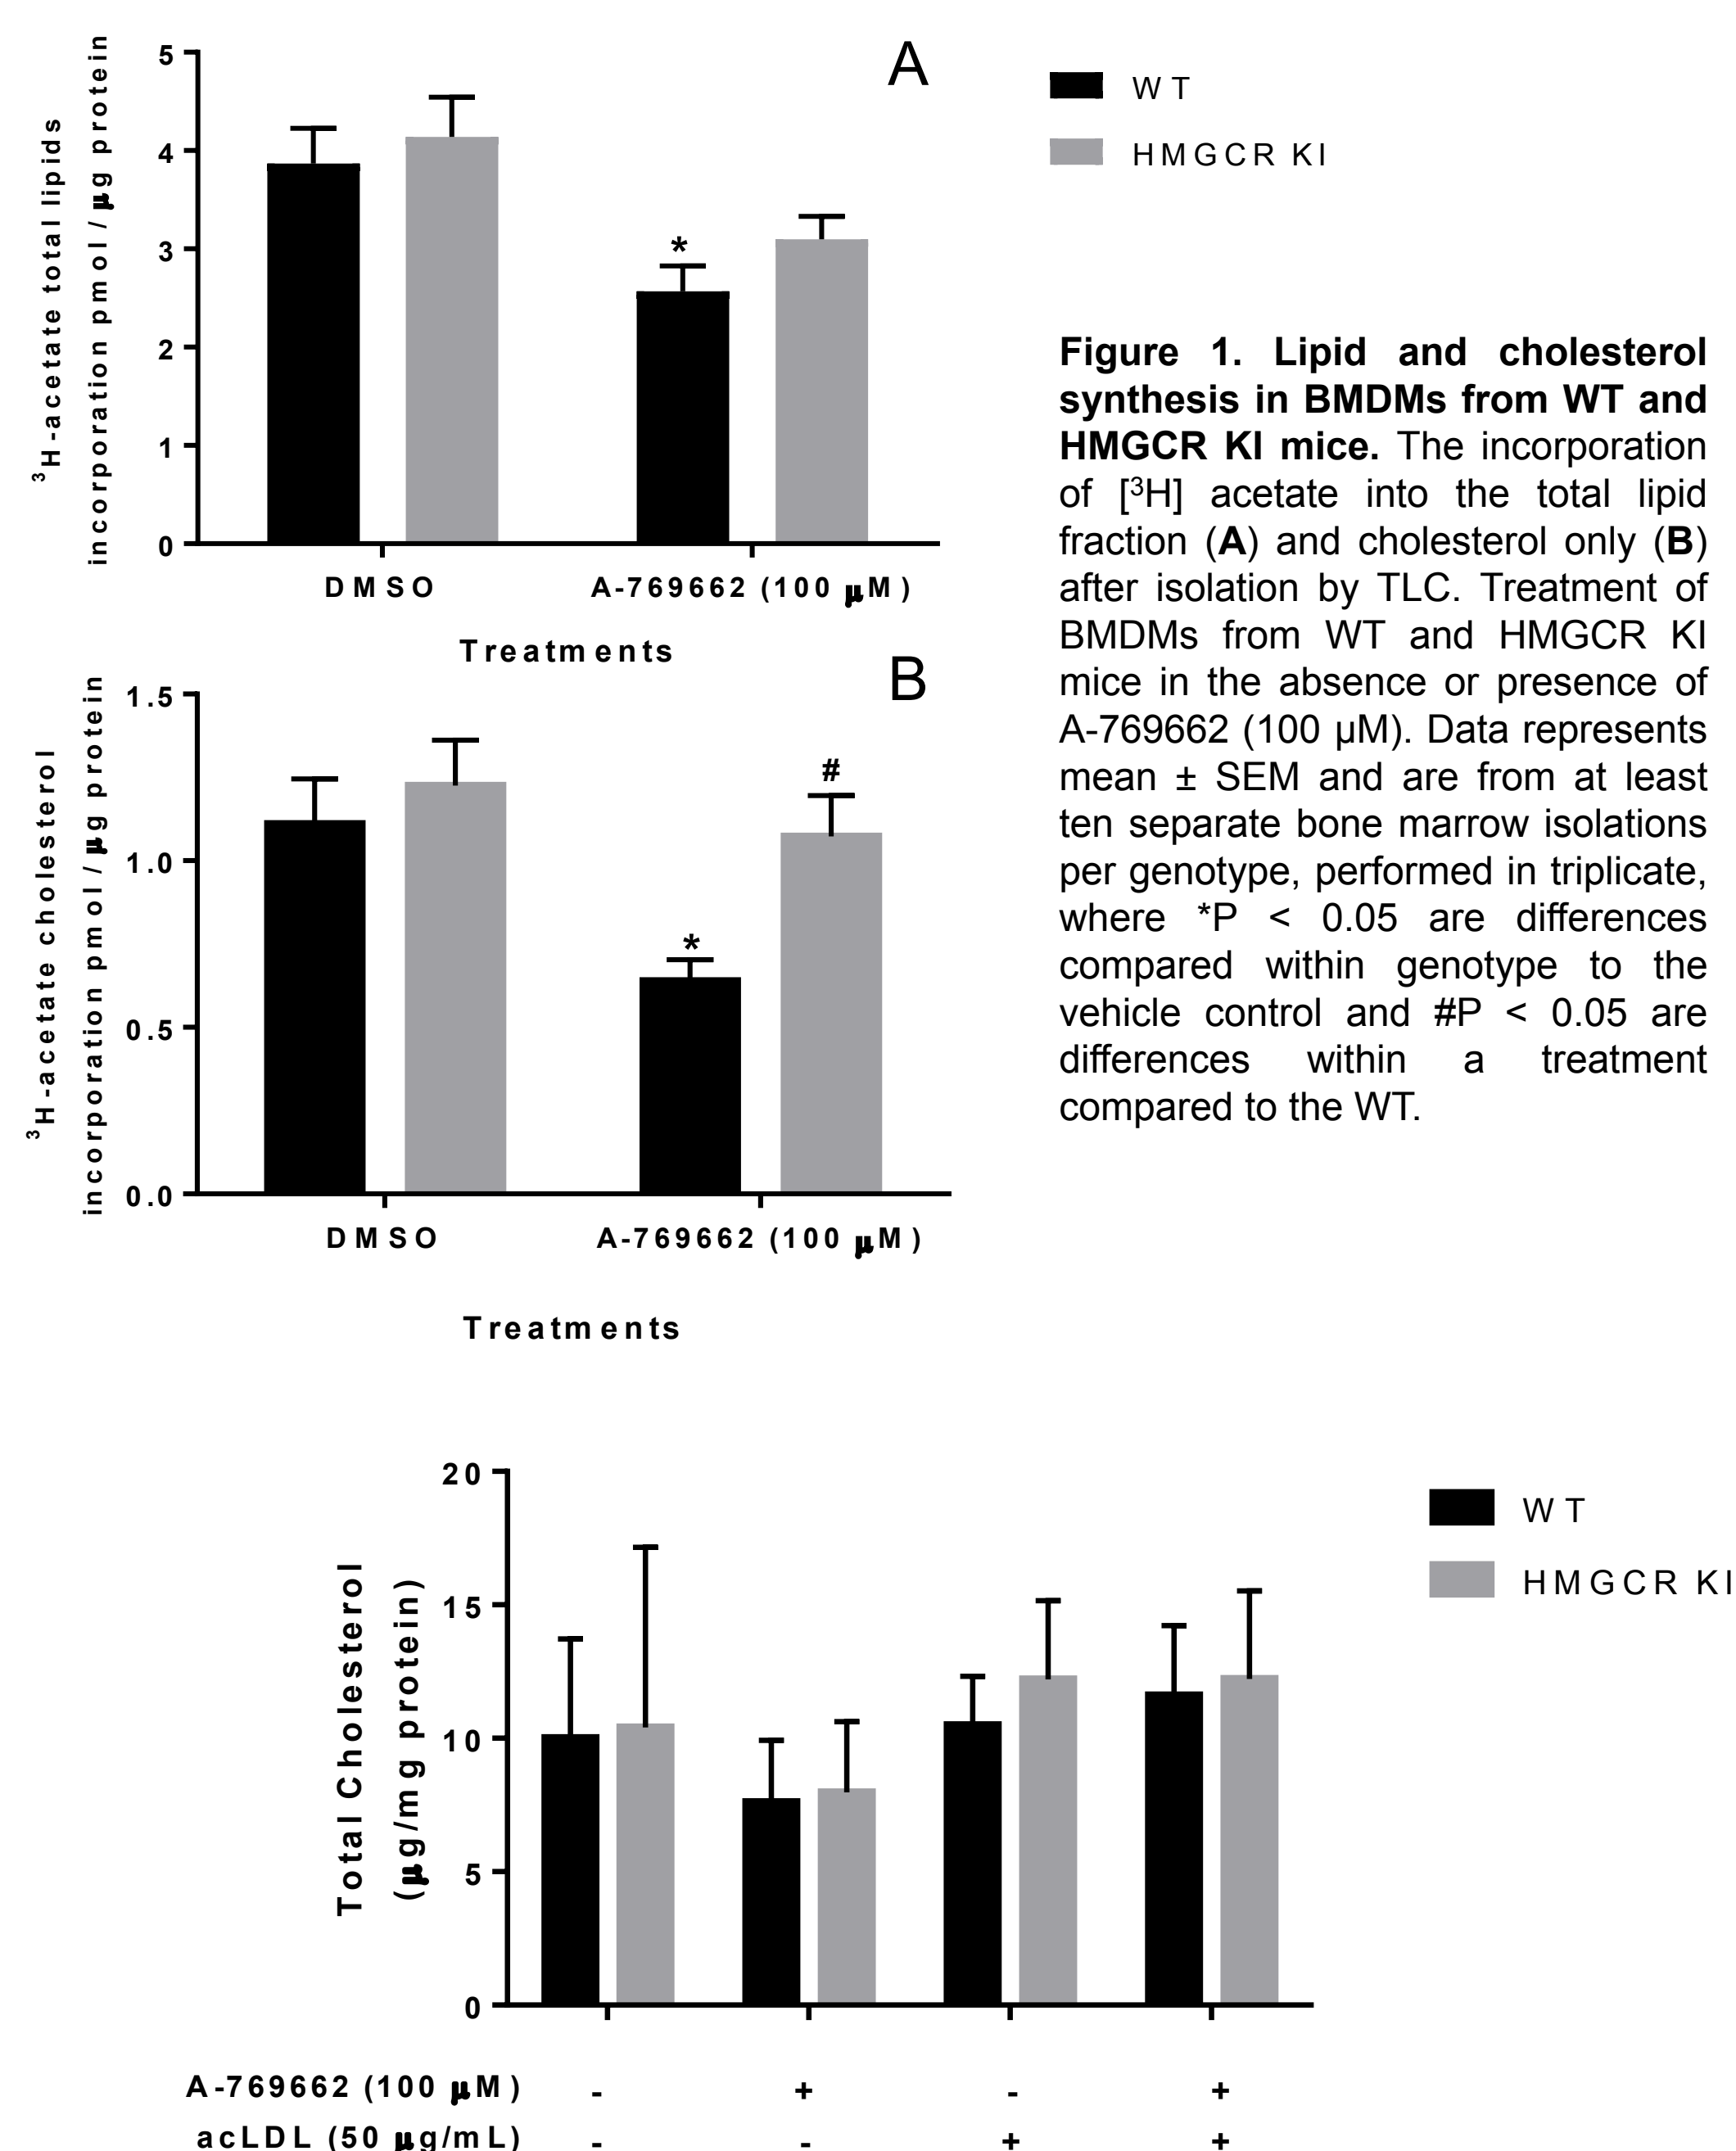 A
WT
HMGCR KI
³H-acetate total lipids
incorporation pmol/µg protein
5
4
3
2
1
0
*
DMSO
A-769662 (100 µM)
Treatments
B
³H-acetate cholesterol
incorporation pmol/µg protein
1.5
1.0
0.5
0.0
*
#
DMSO
A-769662 (100 µM)
Treatments
Figure 1. Lipid and cholesterol
synthesis in BMDMs from WT and
HMGCR KI mice. The incorporation
of [³H] acetate into the total lipid
fraction (A) and cholesterol only (B)
after isolation by TLC. Treatment of
BMDMs from WT and HMGCR KI
mice in the absence or presence of
A-769662 (100 µM). Data represents
mean ± SEM and are from at least
ten separate bone marrow isolations
per genotype, performed in triplicate,
where *P < 0.05 are differences
compared within genotype to the
vehicle control and #P < 0.05 are
differences within a treatment
compared to the WT.
Total Cholesterol
(µg/mg protein)
20
15
10
5
0
WT
HMGCR KI
A-769662 (100 µM) - + - +
acLDL (50 µg/mL) - - + +